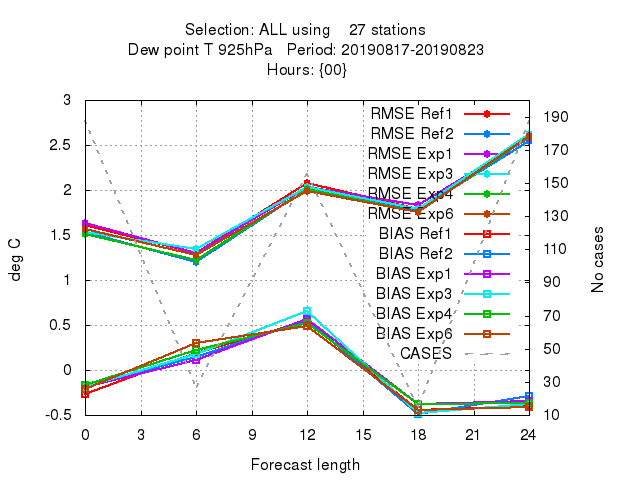 Selection: ALL using    27 stations
Dew point T 925hPa   Period: 20190817-20190823
Hours: {00}
3
2.5
2
1.5
1
0.5
0
-0.5
deg C
RMSE Ref1
RMSE Ref2
RMSE Exp1
RMSE Exp3
RMSE Exp4
RMSE Exp6
BIAS Ref1
BIAS Ref2
BIAS Exp1
BIAS Exp3
BIAS Exp4
BIAS Exp6
CASES
190
170
150
130
110
90
70
50
30
10
No cases
0 3 6 9 12 15 18 21 24
Forecast length